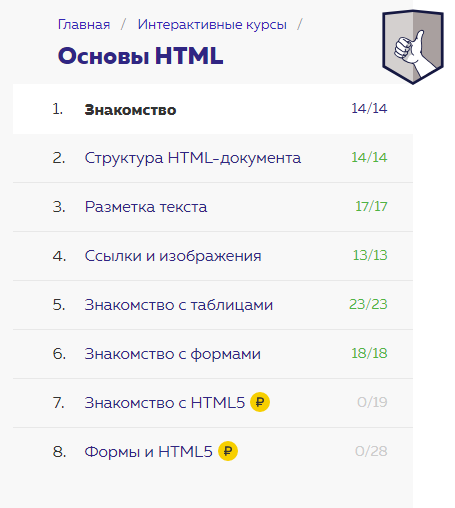 Главная / Интерактивные курсы /
Основы HTML
1. Знакомство 14/14
2. Структура HTML-документа 14/14
3. Разметка текста 17/17
4. Ссылки и изображения 13/13
5. Знакомство с таблицами 23/23
6. Знакомство с формами 18/18
7. Знакомство с HTML5 ₽ 0/19
8. Формы и HTML5 ₽ 0/28